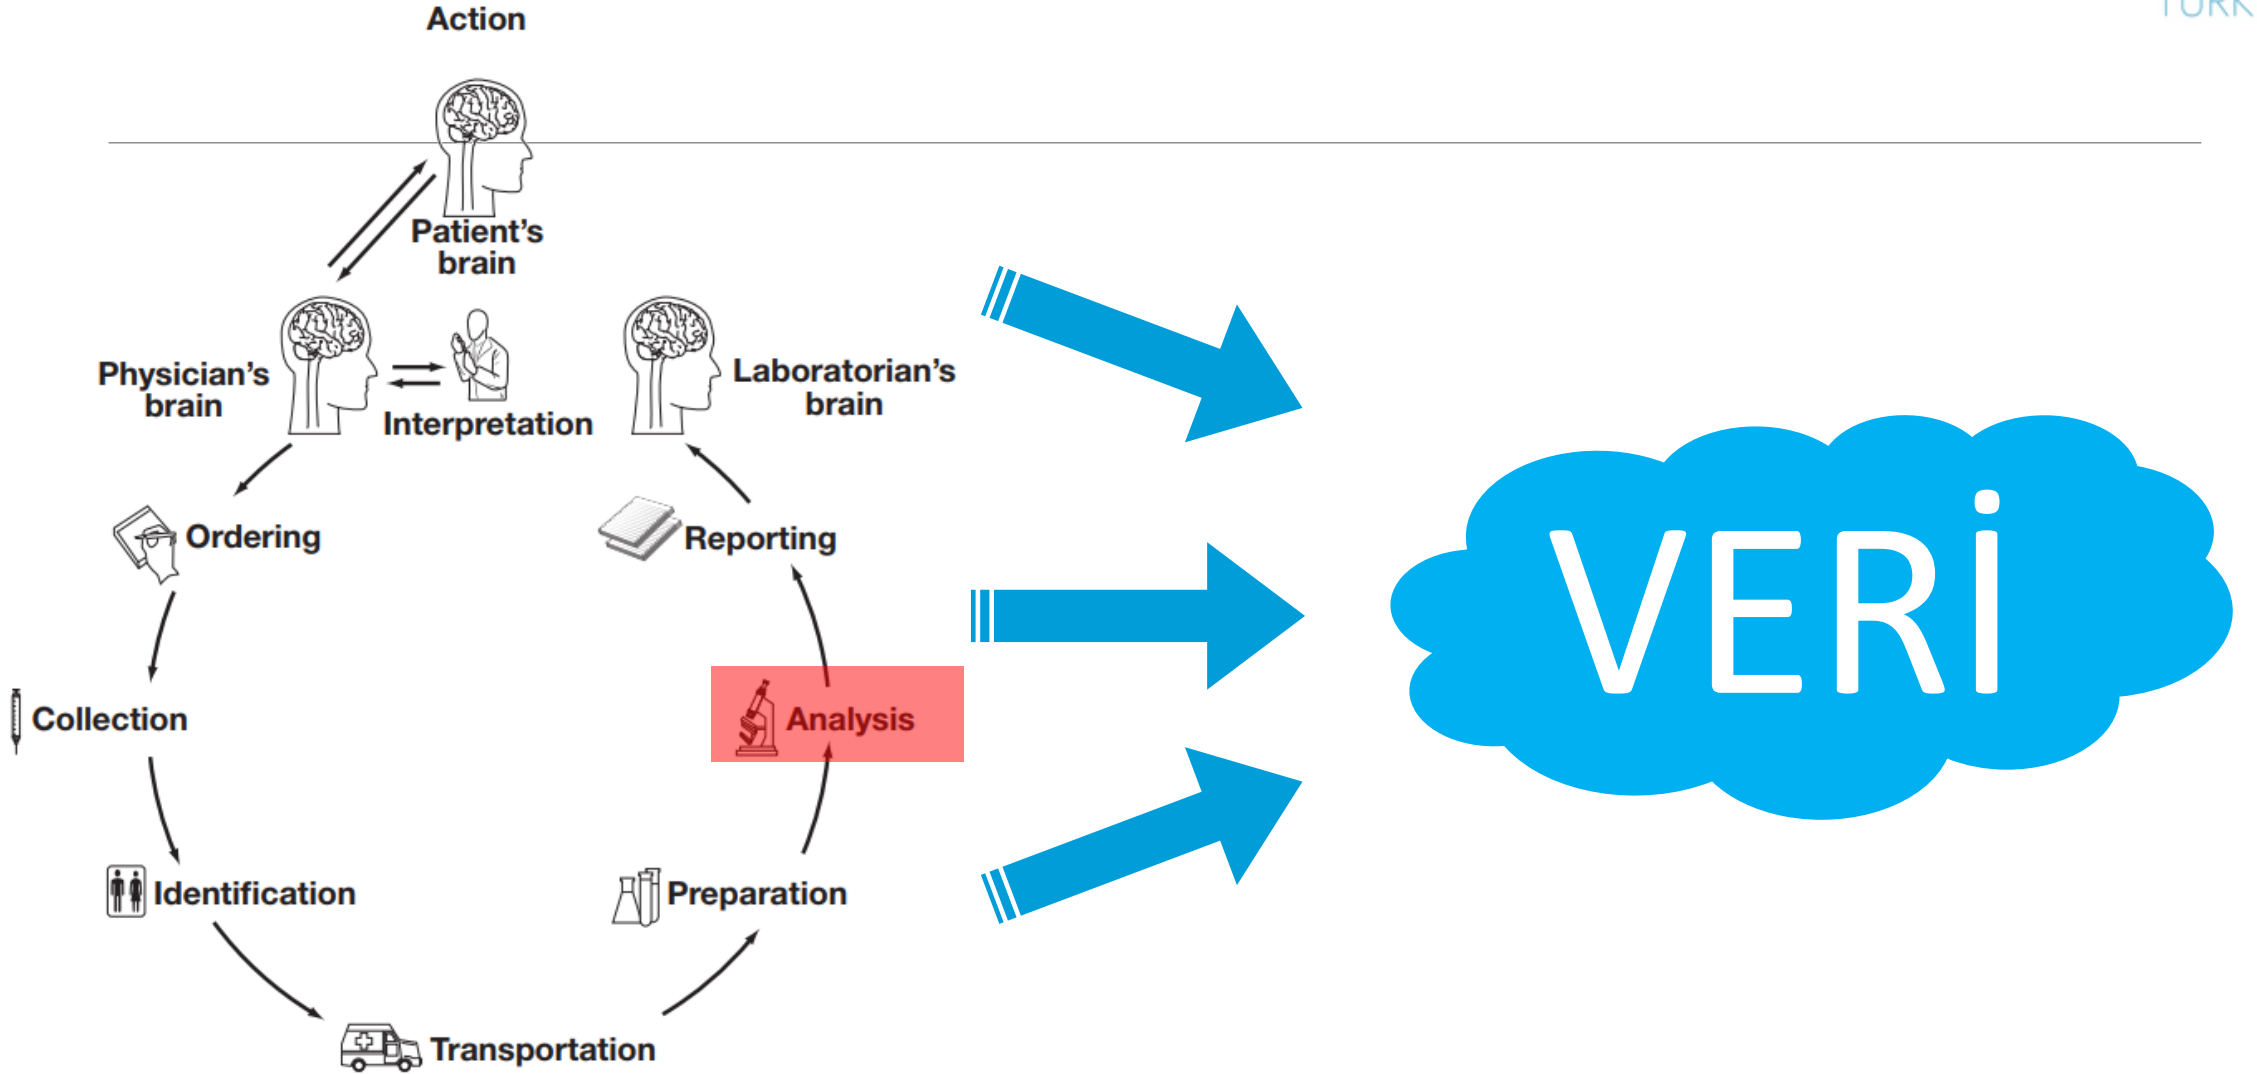 Action
Patient's
brain
Physician's
brain
Interpretation
Laboratorian's
brain
Ordering
Reporting
VERİ
Collection
Analysis
Identification
Preparation
Transportation